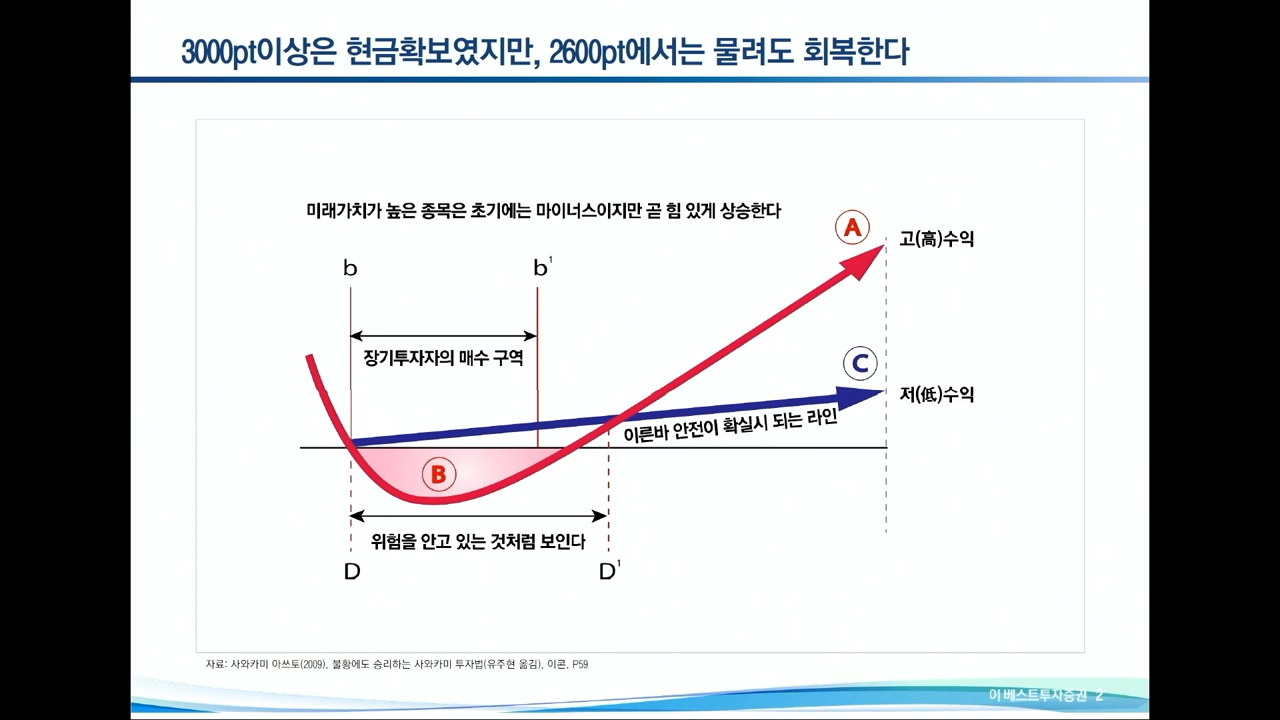 3000pt이상은 현금확보였지만, 2600pt에서는 물려도 회복한다
미래가치가 높은 종목은 초기에는 마이너스이지만 곧 힘 있게 상승한다
A
고(高)수익
b
b¹
장기투자자의 매수 구역
C
저(低)수익
이른바 안전이 확실시 되는 라인
B
위험을 안고 있는 것처럼 보인다
D
D¹
자료: 사와카미 아쓰토(2009), 불황에도 승리하는 사와카미 투자법(유주현 옮김), 이콘, P59
이베스트투자증권 2